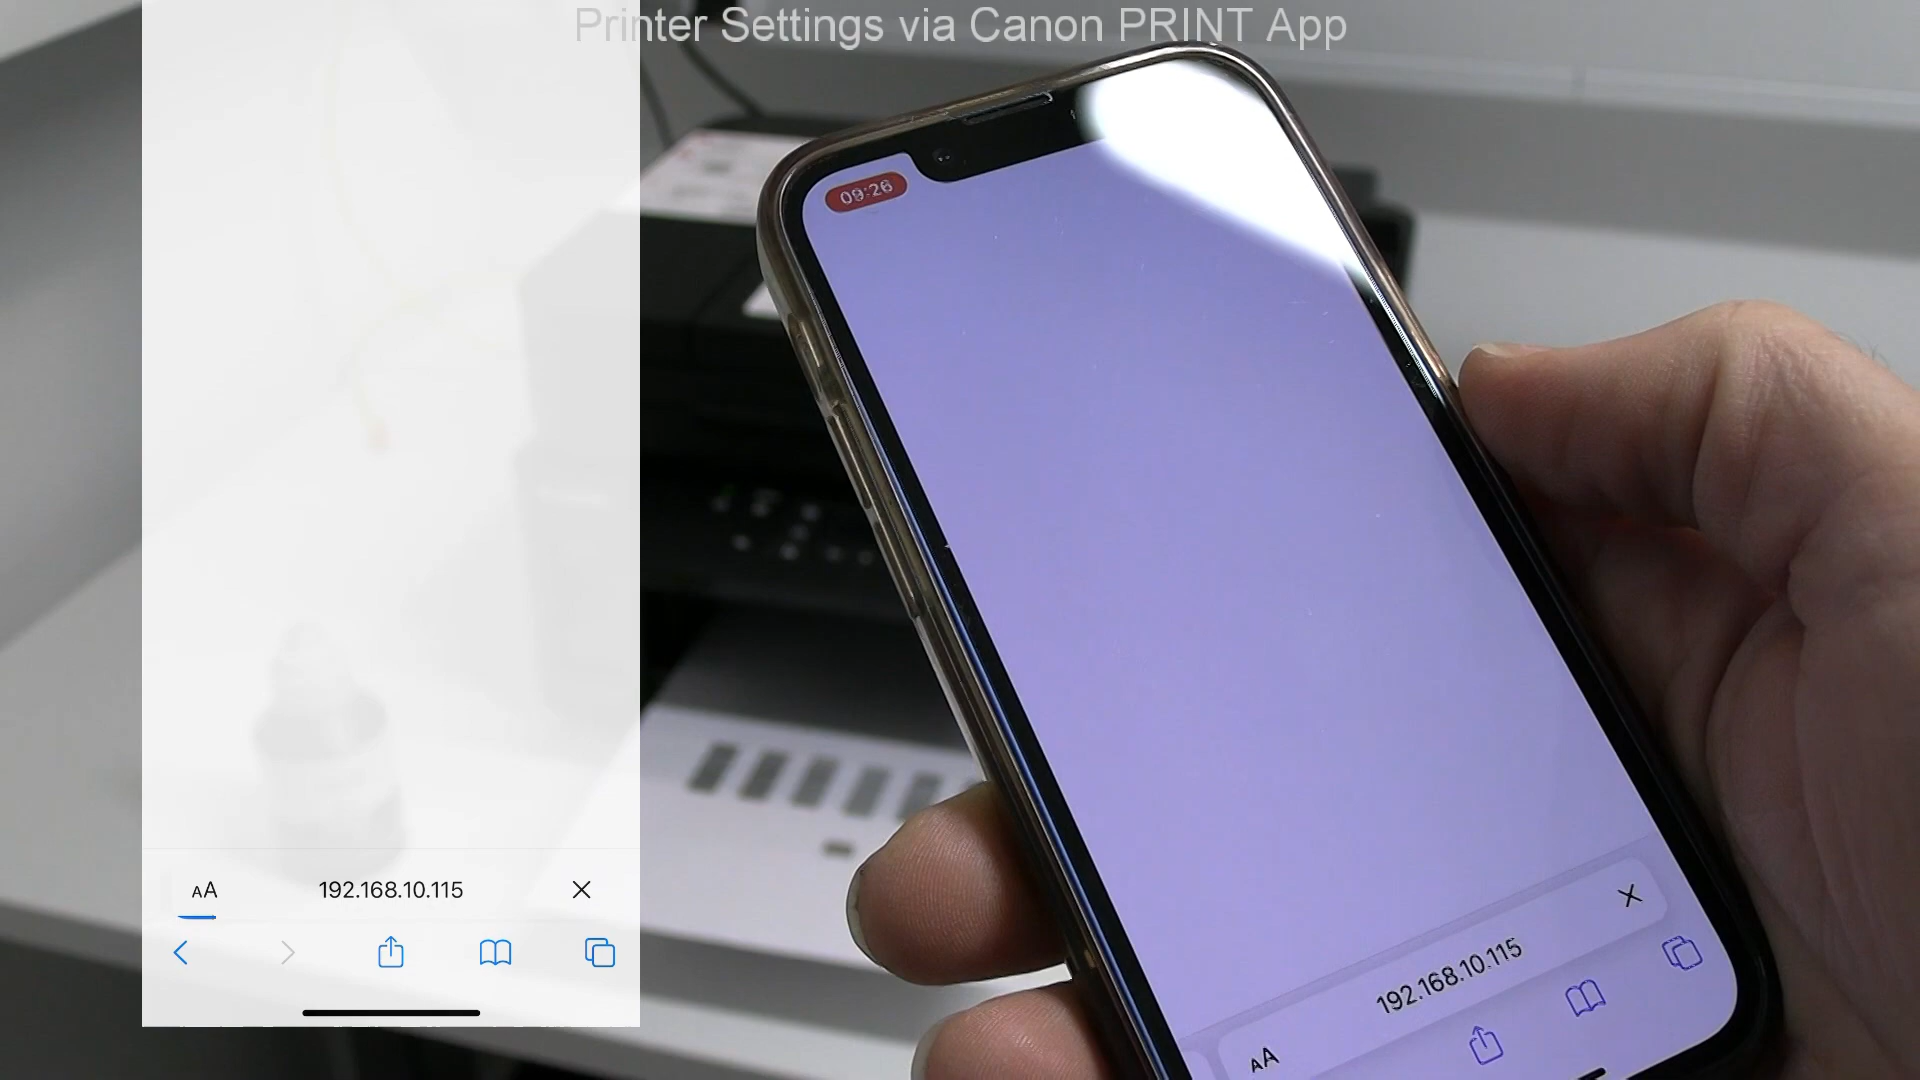 Printer Settings via Canon PRINT App
09:26
AA 192.168.10.115
192.168.10.115
AA